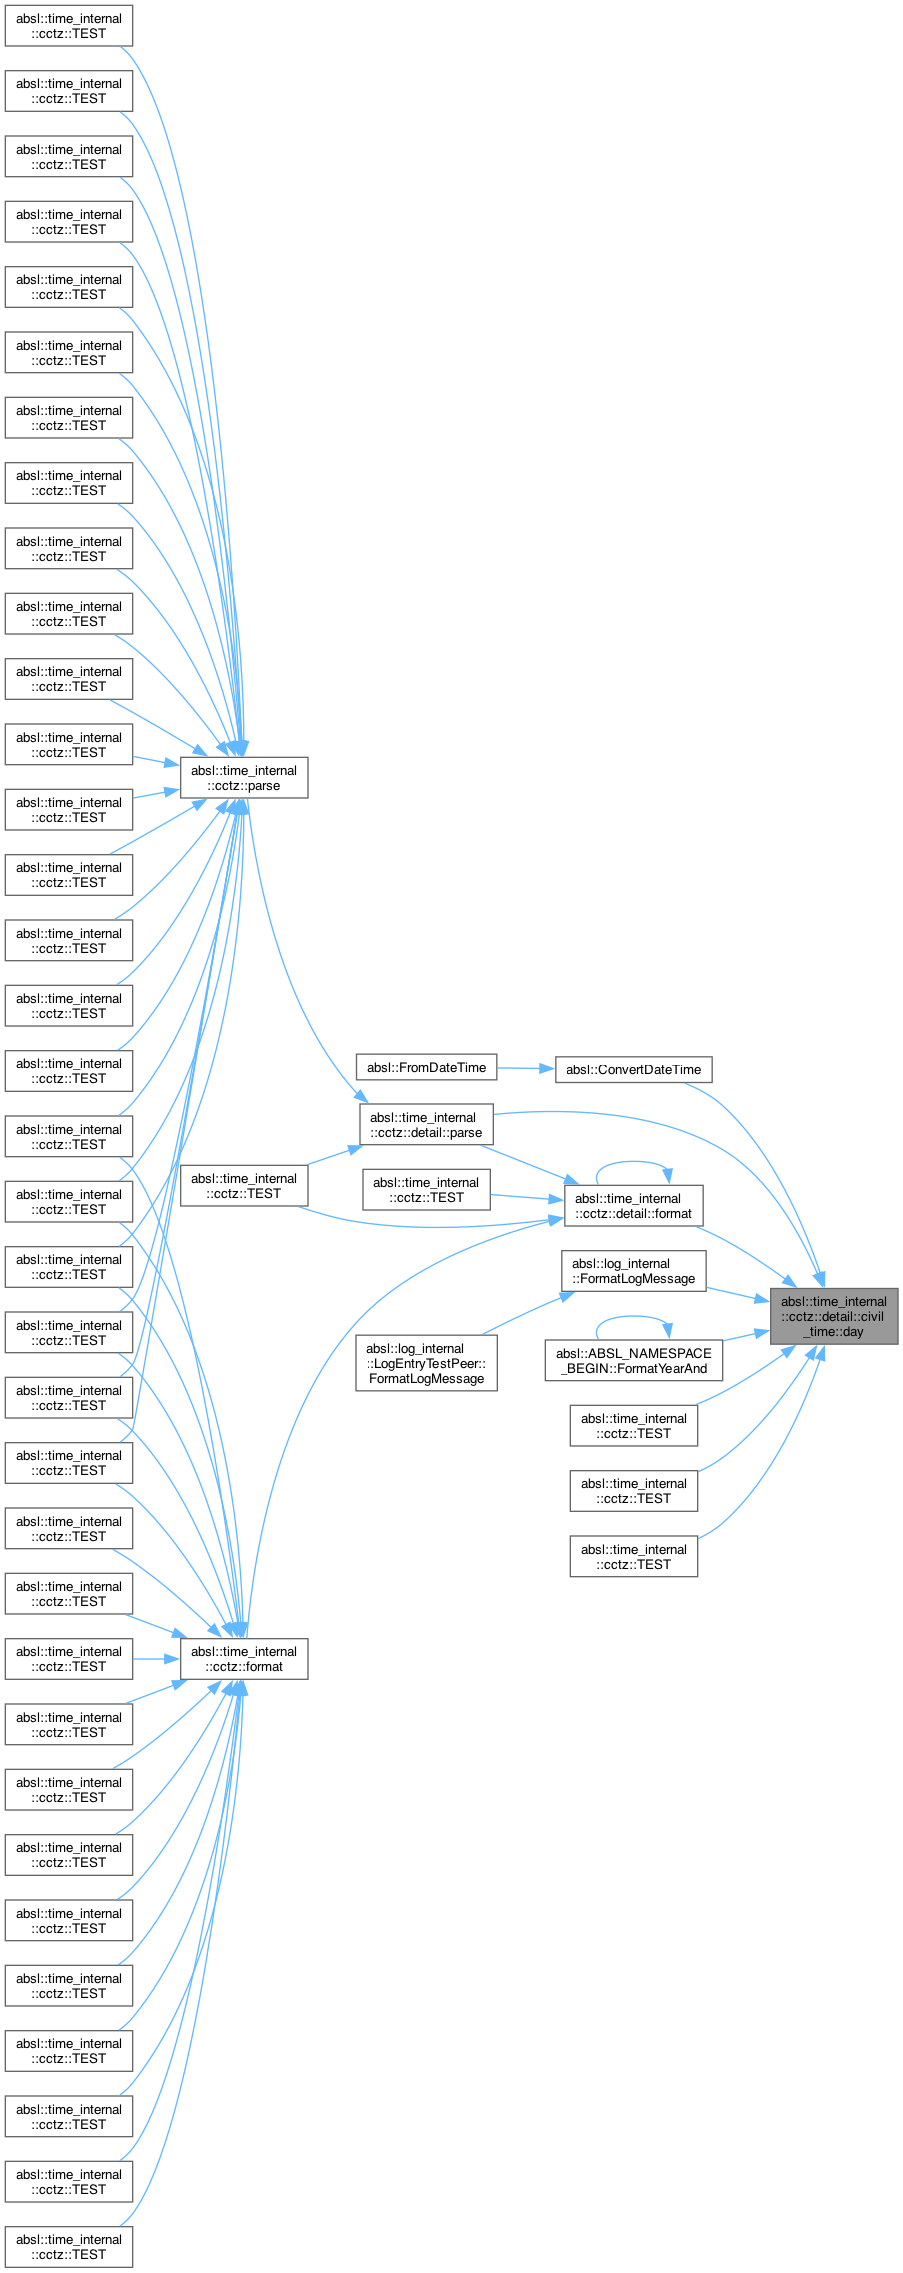 absl::time_internal
::cctz::TEST
absl::time_internal
::cctz::TEST
absl::time_internal
::cctz::TEST
absl::time_internal
::cctz::TEST
absl::time_internal
::cctz::TEST
absl::time_internal
::cctz::TEST
absl::time_internal
::cctz::TEST
absl::time_internal
::cctz::TEST
absl::time_internal
::cctz::TEST
absl::time_internal
::cctz::TEST
absl::time_internal
::cctz::TEST
absl::time_internal
::cctz::TEST
absl::time_internal
::cctz::TEST
absl::time_internal
::cctz::TEST
absl::time_internal
::cctz::TEST
absl::time_internal
::cctz::TEST
absl::time_internal
::cctz::TEST
absl::time_internal
::cctz::TEST
absl::time_internal
::cctz::TEST
absl::time_internal
::cctz::TEST
absl::time_internal
::cctz::TEST
absl::time_internal
::cctz::TEST
absl::time_internal
::cctz::TEST
absl::time_internal
::cctz::TEST
absl::time_internal
::cctz::TEST
absl::time_internal
::cctz::TEST
absl::time_internal
::cctz::TEST
absl::time_internal
::cctz::TEST
absl::time_internal
::cctz::TEST
absl::time_internal
::cctz::TEST
absl::time_internal
::cctz::TEST
absl::time_internal
::cctz::TEST
absl::time_internal
::cctz::TEST
absl::time_internal
::cctz::TEST
absl::time_internal
::cctz::TEST
absl::time_internal
::cctz::parse
absl::time_internal
::cctz::TEST
absl::time_internal
::cctz::format
absl::FromDateTime
absl::time_internal
::cctz::detail::parse
absl::time_internal
::cctz::TEST
absl::log_internal
::LogEntryTestPeer::
FormatLogMessage
absl::ConvertDateTime
absl::time_internal
::cctz::detail::format
absl::log_internal
::FormatLogMessage
absl::ABSL_NAMESPACE
_BEGIN::FormatYearAnd
absl::time_internal
::cctz::TEST
absl::time_internal
::cctz::TEST
absl::time_internal
::cctz::TEST
absl::time_internal
::cctz::detail::civil
_time::day